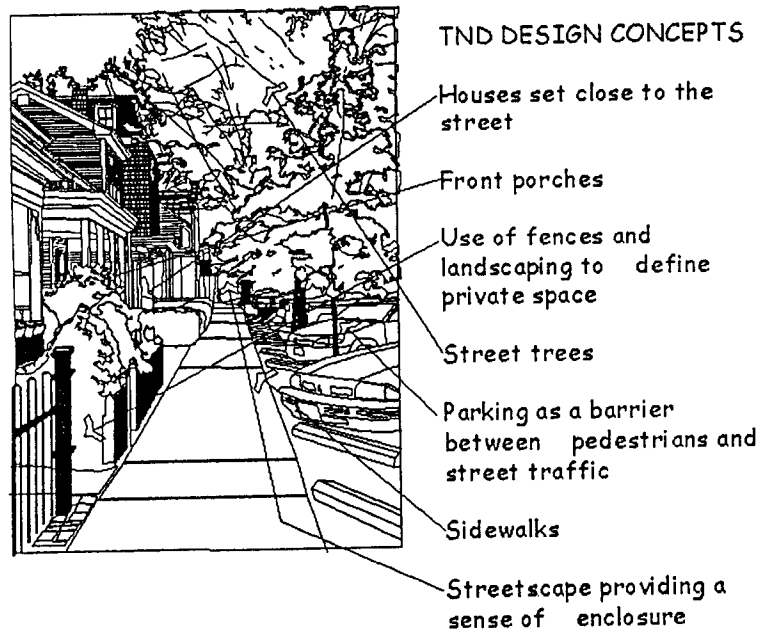 TND DESIGN CONCEPTS
Houses set close to the
street
Front porches
Use of fences and
landscaping to define
private space
Street trees
Parking as a barrier
between pedestrians and
street traffic
Sidewalks
Streetscape providing a
sense of enclosure